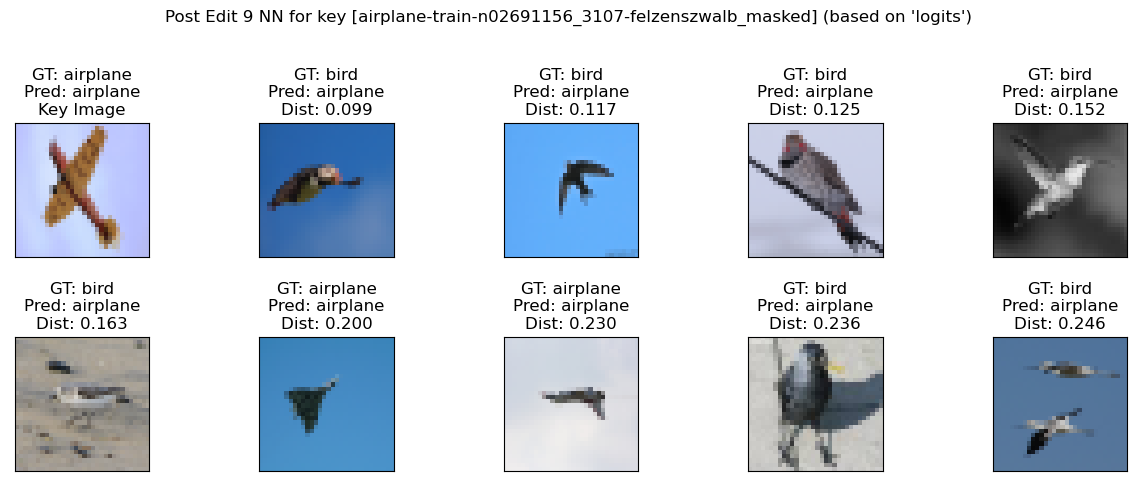 Post Edit 9 NN for key [airplane-train-n02691156_3107-felzenszwalb_masked] (based on 'logits')
GT: airplane
Pred: airplane
Key Image
GT: bird
Pred: airplane
Dist: 0.099
GT: bird
Pred: airplane
Dist: 0.117
GT: bird
Pred: airplane
Dist: 0.125
GT: bird
Pred: airplane
Dist: 0.152
GT: bird
Pred: airplane
Dist: 0.163
GT: airplane
Pred: airplane
Dist: 0.200
GT: airplane
Pred: airplane
Dist: 0.230
GT: bird
Pred: airplane
Dist: 0.236
GT: bird
Pred: airplane
Dist: 0.246